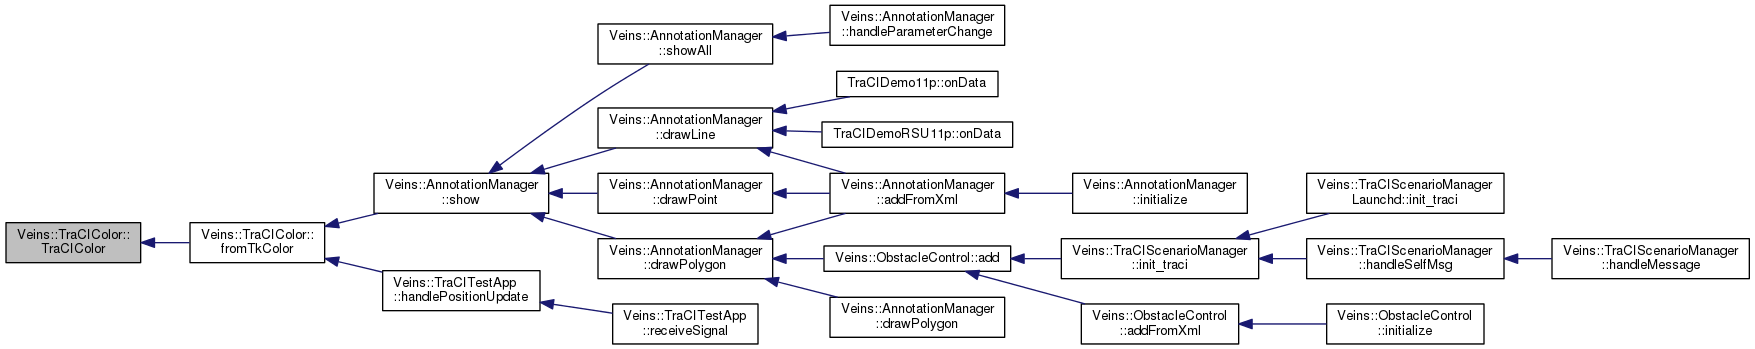 Veins::TraCIColor::
TraCIColor
Veins::TraCIColor::
fromTkColor
Veins::AnnotationManager
::show
Veins::TraCITestApp
::handlePositionUpdate
Veins::AnnotationManager
::showAll
Veins::AnnotationManager
::drawLine
Veins::AnnotationManager
::drawPoint
Veins::AnnotationManager
::drawPolygon
Veins::TraCITestApp
::receiveSignal
Veins::AnnotationManager
::handleParameterChange
TraCIDemo11p::onData
TraCIDemoRSU11p::onData
Veins::AnnotationManager
::addFromXml
Veins::ObstacleControl::add
Veins::AnnotationManager
::drawPolygon
Veins::AnnotationManager
::initialize
Veins::TraCIScenarioManager
::init_traci
Veins::ObstacleControl
::addFromXml
Veins::TraCIScenarioManager
Launchd::init_traci
Veins::TraCIScenarioManager
::handleSelfMsg
Veins::ObstacleControl
::initialize
Veins::TraCIScenarioManager
::handleMessage